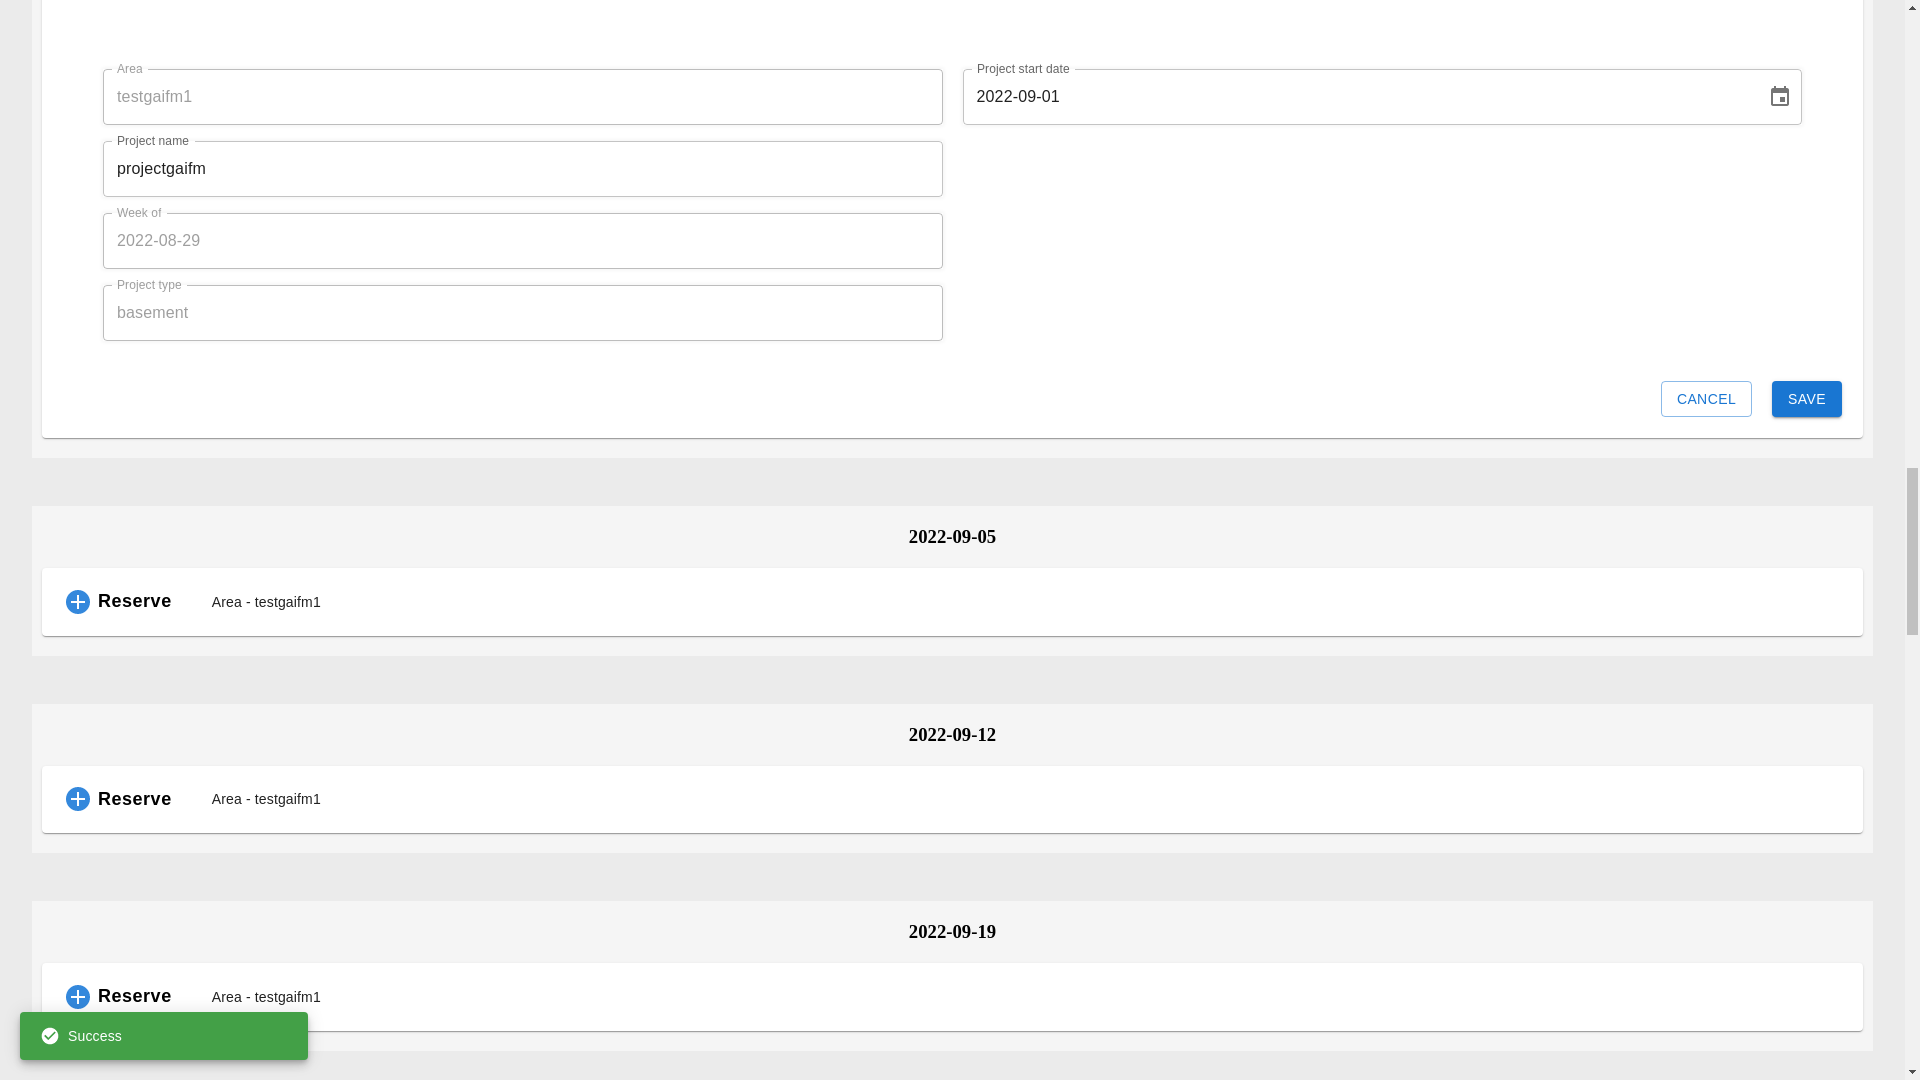 Area
testgaifm1
Project start date
2022-09-01
Project name
projectgaifm
Week of
2022-08-29
Project type
basement
CANCEL
SAVE
2022-09-05
Reserve
Area - testgaifm1
2022-09-12
Reserve
Area - testgaifm1
2022-09-19
Reserve
Area - testgaifm1
Success